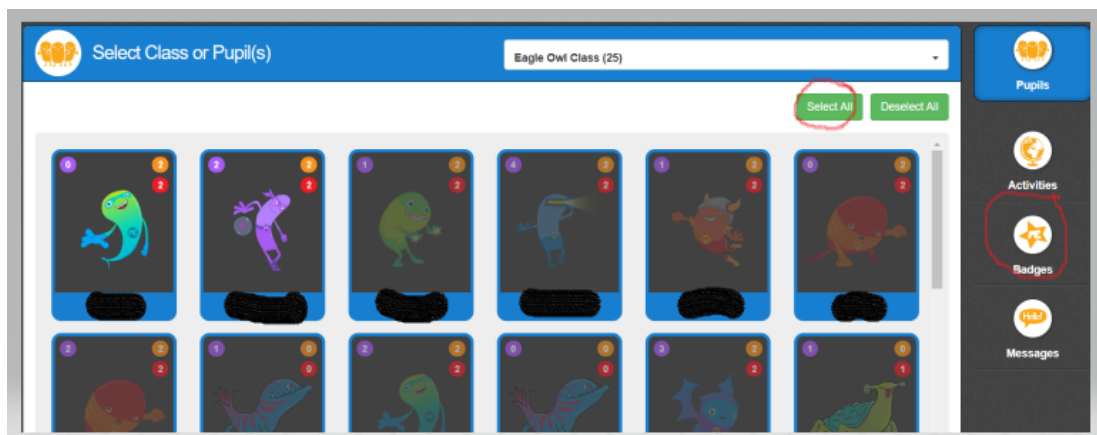 Select Class or Pupil(s)
Eagle Owl Class (25)
Pupils
Select All
Deselect All
0 2 2 2 1 2 4 2 1 2 0 2
2 2 2 2 2 2
Activities
Badges
2 2 1 0 2 2 0 0 3 2 1 0
2 0 2 0 2 1
Hello!
Messages